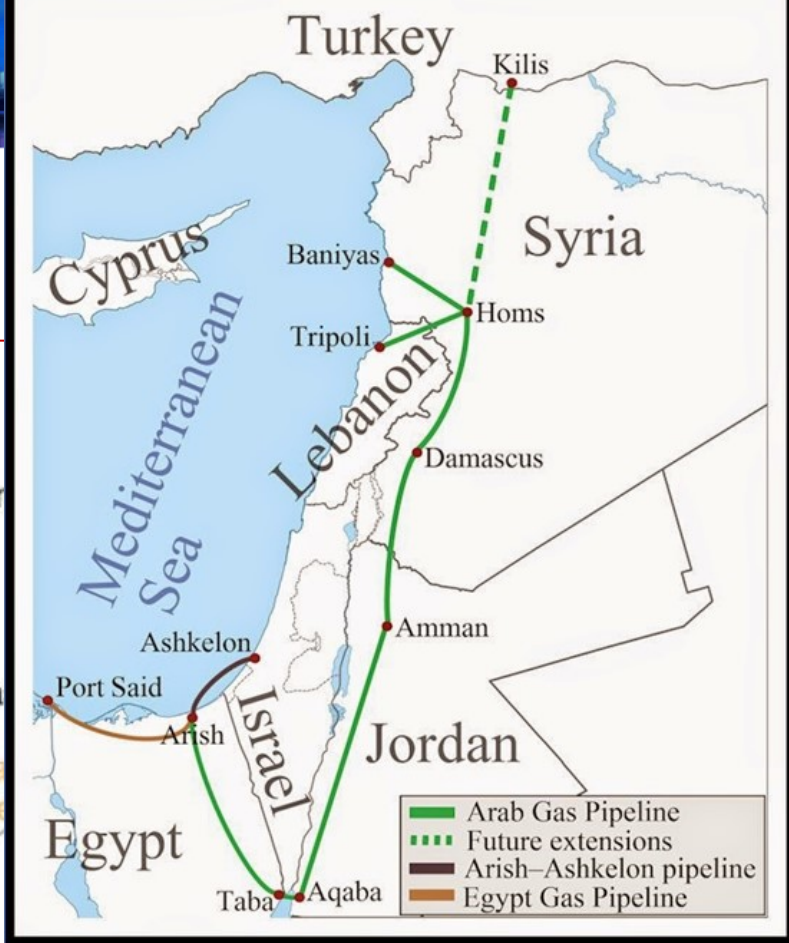 Turkey
Kilis
Cyprus
Syria
Baniyas
Homs
Tripoli
Lebanon
Mediterranean
Sea
Damascus
Ashkelon
Amman
Port Said
Arish
Israel
Jordan
Egypt
Taba
Aqaba
Arab Gas Pipeline
Future extensions
Arish–Ashkelon pipeline
Egypt Gas Pipeline